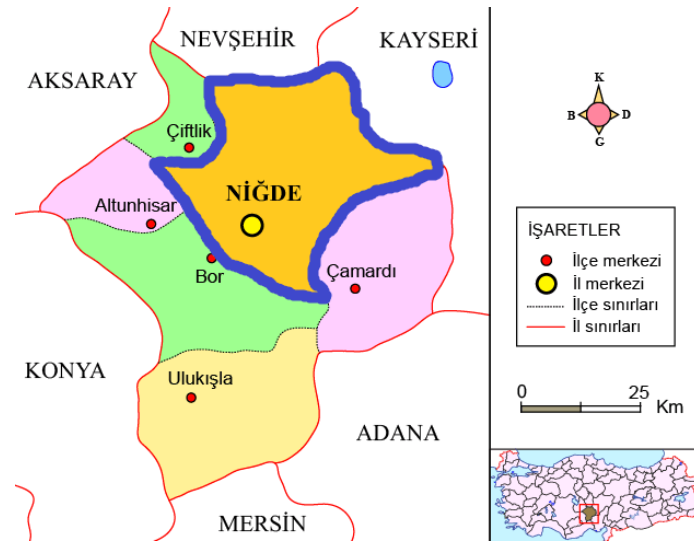 NEVŞEHİR
KAYSERİ
AKSARAY
Çiftlik
NİĞDE
Altunhisar
Bor
Çamardı
KONYA
Ulukışla
ADANA
MERSİN
K
B D
G
İŞARETLER
İlçe merkezi
İl merkezi
İlçe sınırları
İl sınırları
0 25
Km